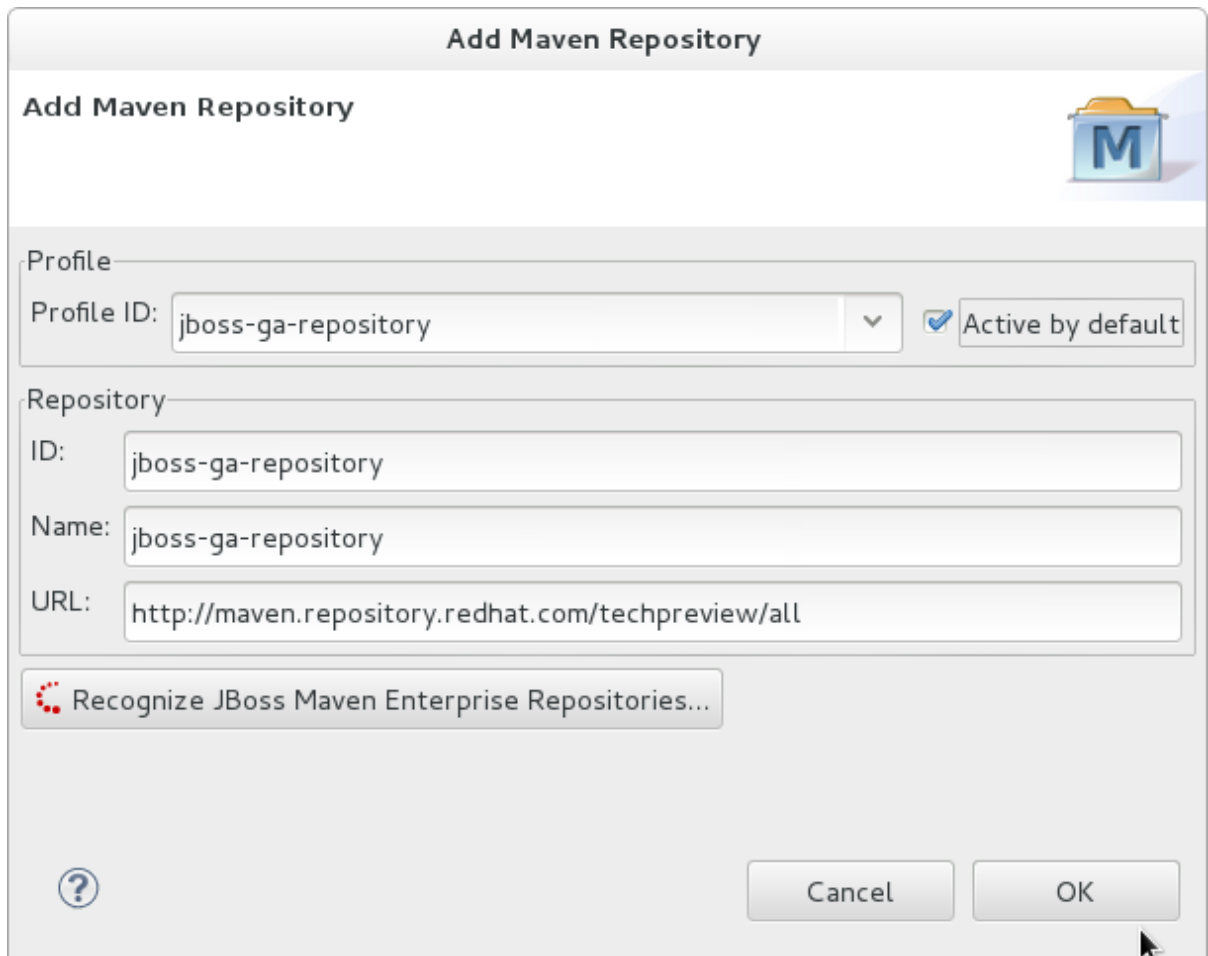 Add Maven Repository
Add Maven Repository
M
Profile
Profile ID: jboss-ga-repository Active by default
Repository
ID: jboss-ga-repository
Name: jboss-ga-repository
URL: http://maven.repository.redhat.com/techpreview/all
Recognize JBoss Maven Enterprise Repositories...
? Cancel OK